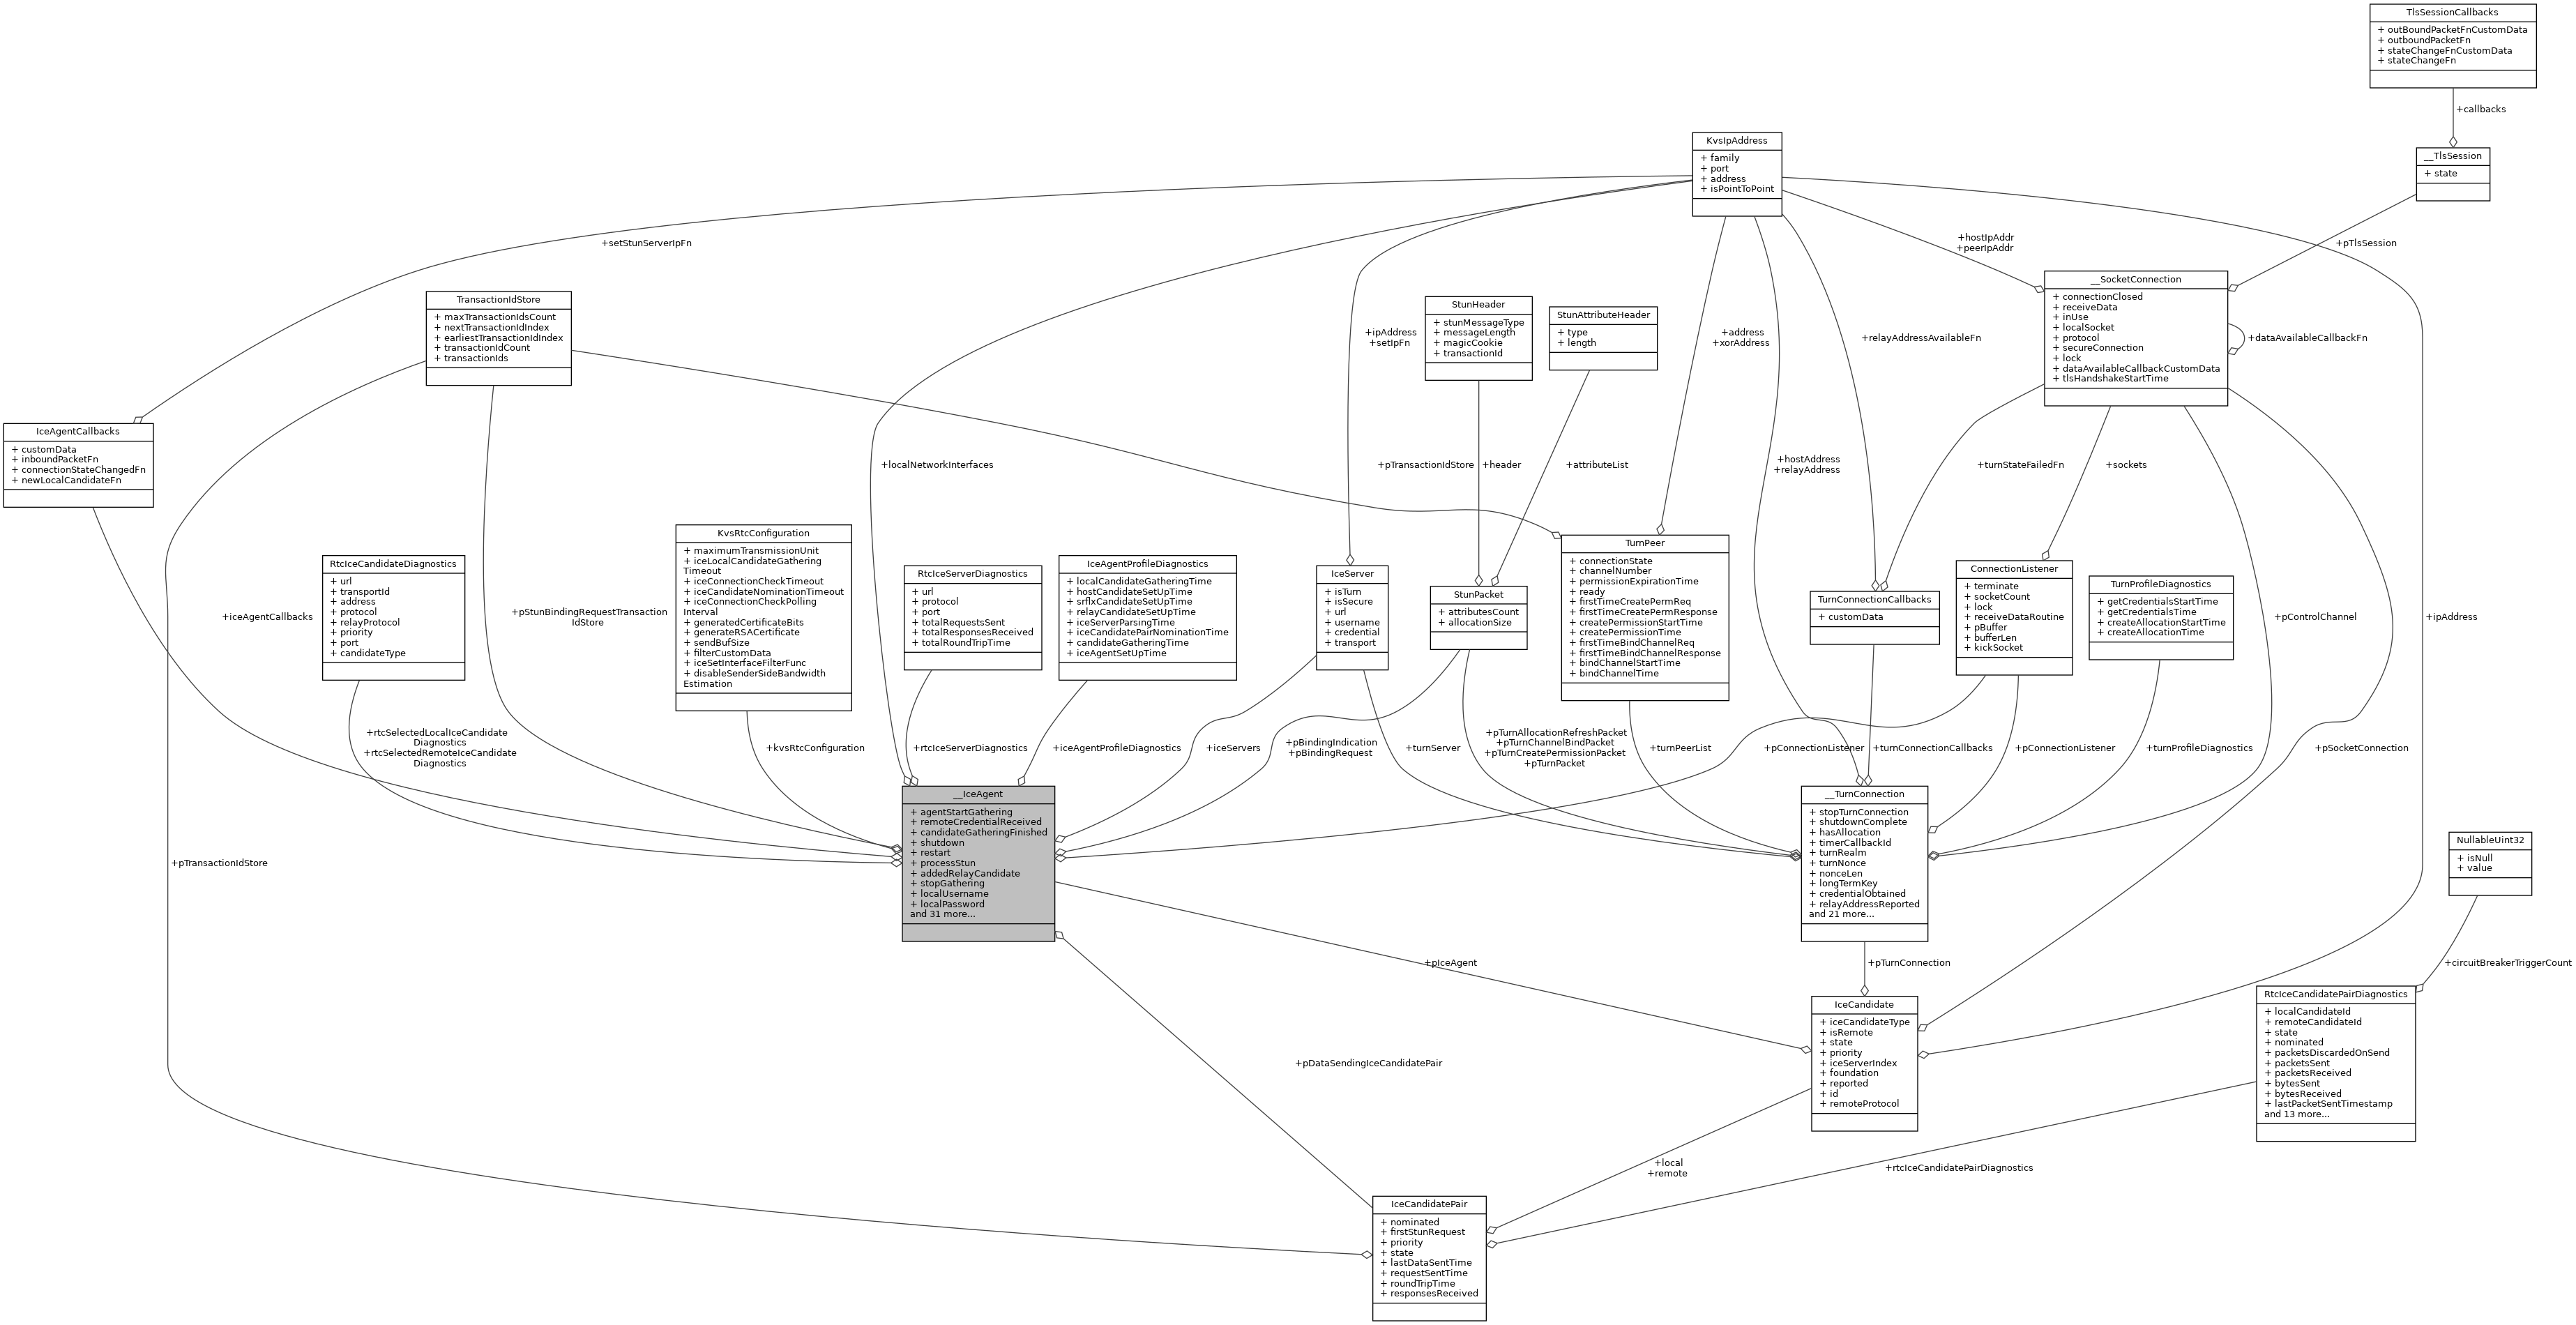 TlsSessionCallbacks
+ outBoundPacketFnCustomData
+ outboundPacketFn
+ stateChangeFnCustomData
+ stateChangeFn
+callbacks
KvsIpAddress
+ family
+ port
+ address
+ isPointToPoint
__TlsSession
+ state
+setStunServerIpFn
+hostIpAddr
+peerIpAddr
+pTlsSession
TransactionIdStore
+ maxTransactionIdsCount
+ nextTransactionIdIndex
+ earliestTransactionIdIndex
+ transactionIdCount
+ transactionIds
+ipAddress
+setIpFn
StunHeader
+ stunMessageType
+ messageLength
+ magicCookie
+ transactionId
StunAttributeHeader
+ type
+ length
+address
+xorAddress
+relayAddressAvailableFn
__SocketConnection
+ connectionClosed
+ receiveData
+ inUse
+ localSocket
+ protocol
+ secureConnection
+ lock
+ dataAvailableCallbackCustomData
+ tlsHandshakeStartTime
+dataAvailableCallbackFn
IceAgentCallbacks
+ customData
+ inboundPacketFn
+ connectionStateChangedFn
+ newLocalCandidateFn
+localNetworkInterfaces
+pTransactionIdStore
+header
+attributeList
+hostAddress
+relayAddress
+turnStateFailedFn
+sockets
+iceAgentCallbacks
RtcIceCandidateDiagnostics
+ url
+ transportId
+ address
+ protocol
+ relayProtocol
+ priority
+ port
+ candidateType
+pStunBindingRequestTransaction
IdStore
KvsRtcConfiguration
+ maximumTransmissionUnit
+ iceLocalCandidateGathering
Timeout
+ iceConnectionCheckTimeout
+ iceCandidateNominationTimeout
+ iceConnectionCheckPolling
Interval
+ generatedCertificateBits
+ generateRSACertificate
+ sendBufSize
+ filterCustomData
+ iceSetInterfaceFilterFunc
+ disableSenderSideBandwidth
Estimation
RtcIceServerDiagnostics
+ url
+ protocol
+ port
+ totalRequestsSent
+ totalResponsesReceived
+ totalRoundTripTime
IceAgentProfileDiagnostics
+ localCandidateGatheringTime
+ hostCandidateSetUpTime
+ srflxCandidateSetUpTime
+ relayCandidateSetUpTime
+ iceServerParsingTime
+ iceCandidatePairNominationTime
+ candidateGatheringTime
+ iceAgentSetUpTime
IceServer
+ isTurn
+ isSecure
+ url
+ username
+ credential
+ transport
StunPacket
+ attributesCount
+ allocationSize
TurnPeer
+ connectionState
+ channelNumber
+ permissionExpirationTime
+ ready
+ firstTimeCreatePermReq
+ firstTimeCreatePermResponse
+ createPermissionStartTime
+ createPermissionTime
+ firstTimeBindChannelReq
+ firstTimeBindChannelResponse
+ bindChannelStartTime
+ bindChannelTime
TurnConnectionCallbacks
+ customData
ConnectionListener
+ terminate
+ socketCount
+ lock
+ receiveDataRoutine
+ pBuffer
+ bufferLen
+ kickSocket
TurnProfileDiagnostics
+ getCredentialsStartTime
+ getCredentialsTime
+ createAllocationStartTime
+ createAllocationTime
+pControlChannel
+ipAddress
+rtcSelectedLocalIceCandidate
Diagnostics
+rtcSelectedRemoteIceCandidate
Diagnostics
+kvsRtcConfiguration
+rtcIceServerDiagnostics
+iceAgentProfileDiagnostics
+iceServers
+pBindingIndication
+pBindingRequest
+turnServer
+pTurnAllocationRefreshPacket
+pTurnChannelBindPacket
+pTurnCreatePermissionPacket
+pTurnPacket
+turnPeerList
+pConnectionListener
+turnConnectionCallbacks
+pConnectionListener
+turnProfileDiagnostics
+pSocketConnection
+pTransactionIdStore
__IceAgent
+ agentStartGathering
+ remoteCredentialReceived
+ candidateGatheringFinished
+ shutdown
+ restart
+ processStun
+ addedRelayCandidate
+ stopGathering
+ localUsername
+ localPassword
and 31 more...
__TurnConnection
+ stopTurnConnection
+ shutdownComplete
+ hasAllocation
+ timerCallbackId
+ turnRealm
+ turnNonce
+ nonceLen
+ longTermKey
+ credentialObtained
+ relayAddressReported
and 21 more...
NullableUint32
+ isNull
+ value
+pIceAgent
+pTurnConnection
+circuitBreakerTriggerCount
+pDataSendingIceCandidatePair
IceCandidate
+ iceCandidateType
+ isRemote
+ state
+ priority
+ iceServerIndex
+ foundation
+ reported
+ id
+ remoteProtocol
RtcIceCandidatePairDiagnostics
+ localCandidateId
+ remoteCandidateId
+ state
+ nominated
+ packetsDiscardedOnSend
+ packetsSent
+ packetsReceived
+ bytesSent
+ bytesReceived
+ lastPacketSentTimestamp
and 13 more...
+local
+remote
+rtcIceCandidatePairDiagnostics
IceCandidatePair
+ nominated
+ firstStunRequest
+ priority
+ state
+ lastDataSentTime
+ requestSentTime
+ roundTripTime
+ responsesReceived